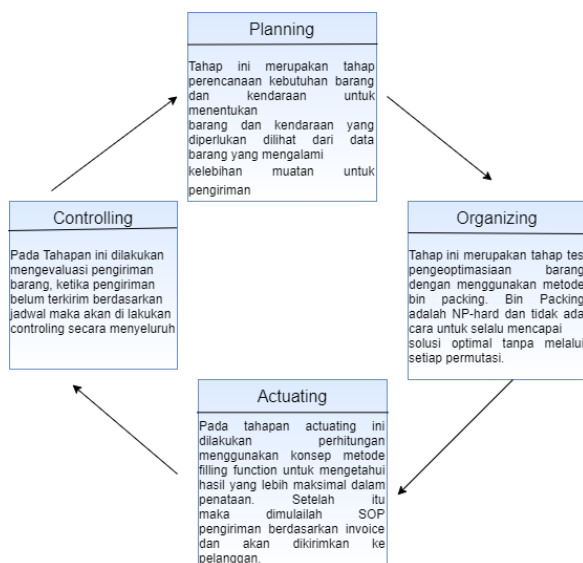 Planning
Tahap ini merupakan tahap
perencanaan kebutuhan barang
dan kendaraan untuk
menentukan
barang dan kendaraan yang
diperlukan dilihat dari data
barang yang mengalami
kelebihan muatan untuk
pengiriman
Organizing
Tahap ini merupakan tahap tes
pengeoptimasiaan barang
dengan menggunakan metode
bin packing. Bin Packing
adalah NP-hard dan tidak ada
cara untuk selalu mencapai
solusi optimal tanpa melalui
setiap permutasi.
Actuating
Pada tahapan actuating ini
dilakukan perhitungan
menggunakan konsep metode
filling function untuk mengetahui
hasil yang lebih maksimal dalam
penataan. Setelah itu
maka dimulailah SOP
pengiriman berdasarkan invoice
dan akan dikirimkan ke
pelanggan.
Controlling
Pada Tahapan ini dilakukan
mengevaluasi pengiriman
barang, ketika pengiriman
belum terkirim berdasarkan
jadwal maka akan di lakukan
controling secara menyeluruh